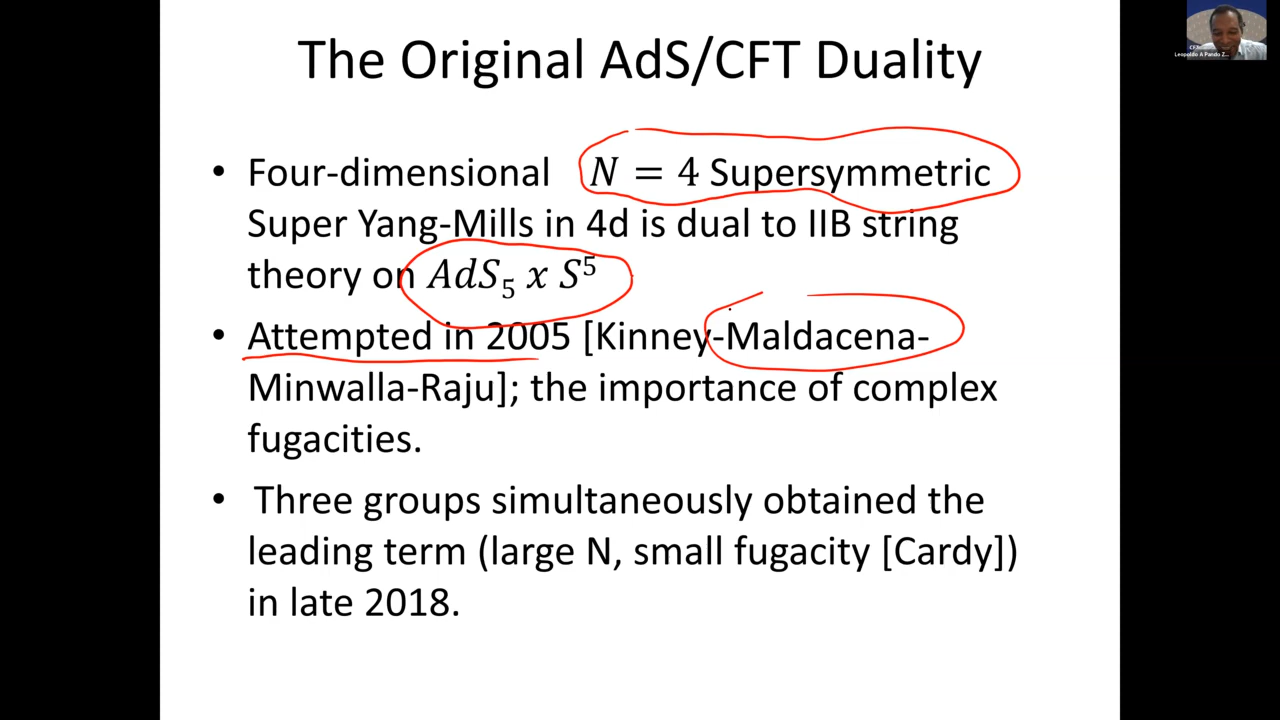 The Original AdS/CFT Duality
• Four-dimensional N = 4 Supersymmetric
Super Yang-Mills in 4d is dual to IIB string
theory on AdS₅ x S⁵
• Attempted in 2005 [Kinney-Maldacena-
Minwalla-Raju]; the importance of complex
fugacities.
• Three groups simultaneously obtained the
leading term (large N, small fugacity [Cardy])
in late 2018.
Leopoldo A Pando Z...